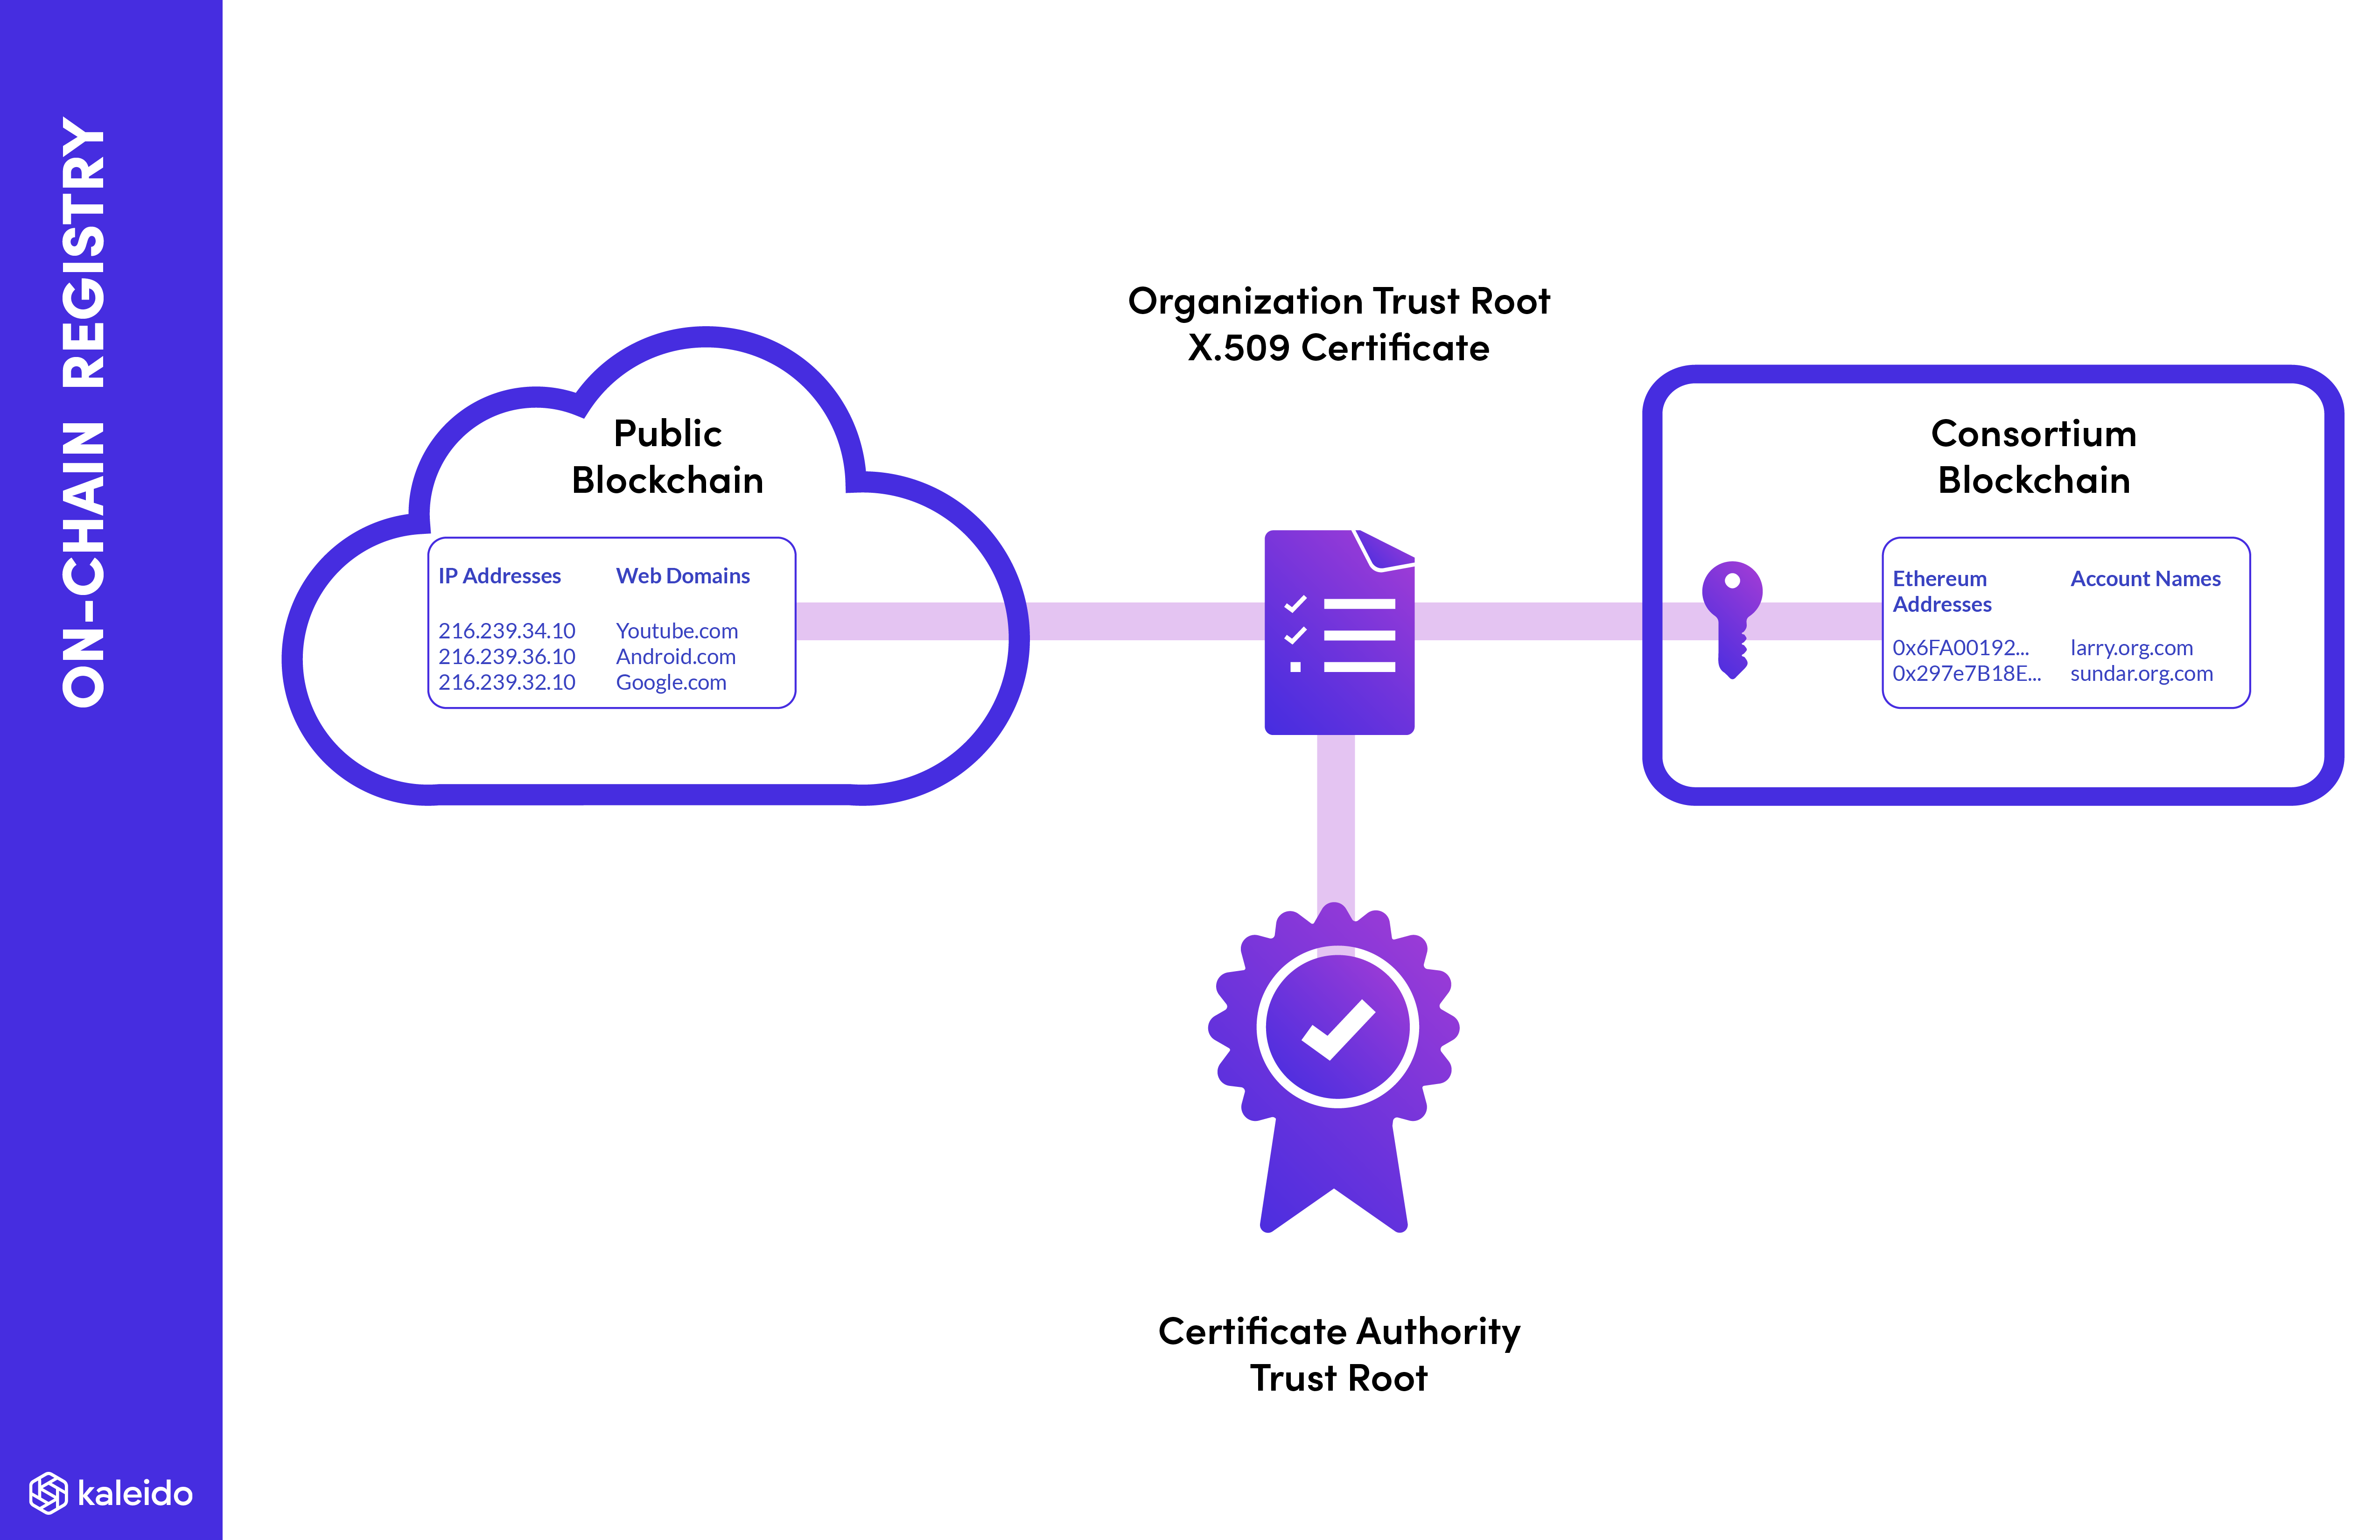 ON-CHAIN REGISTRY
Organization Trust Root
X.509 Certificate
Public
Blockchain
IP Addresses Web Domains
216.239.34.10 Youtube.com
216.239.36.10 Android.com
216.239.32.10 Google.com
Consortium
Blockchain
Ethereum Account Names
Addresses
0x6FA00192... larry.org.com
0x297e7B18E... sundar.org.com
Certificate Authority
Trust Root
kaleido